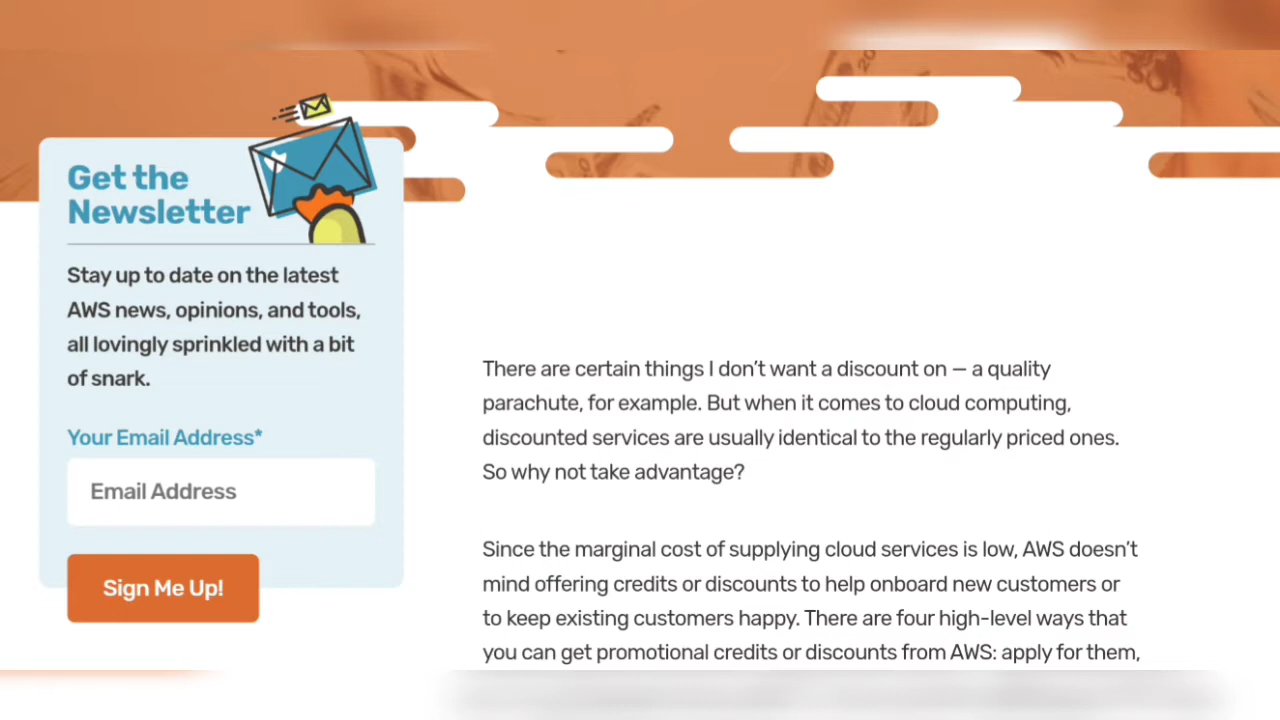 Get the
Newsletter
Stay up to date on the latest
AWS news, opinions, and tools,
all lovingly sprinkled with a bit
of snark.
Your Email Address*
Email Address
Sign Me Up!
There are certain things I don’t want a discount on — a quality
parachute, for example. But when it comes to cloud computing,
discounted services are usually identical to the regularly priced ones.
So why not take advantage?
Since the marginal cost of supplying cloud services is low, AWS doesn’t
mind offering credits or discounts to help onboard new customers or
to keep existing customers happy. There are four high-level ways that
you can get promotional credits or discounts from AWS: apply for them,